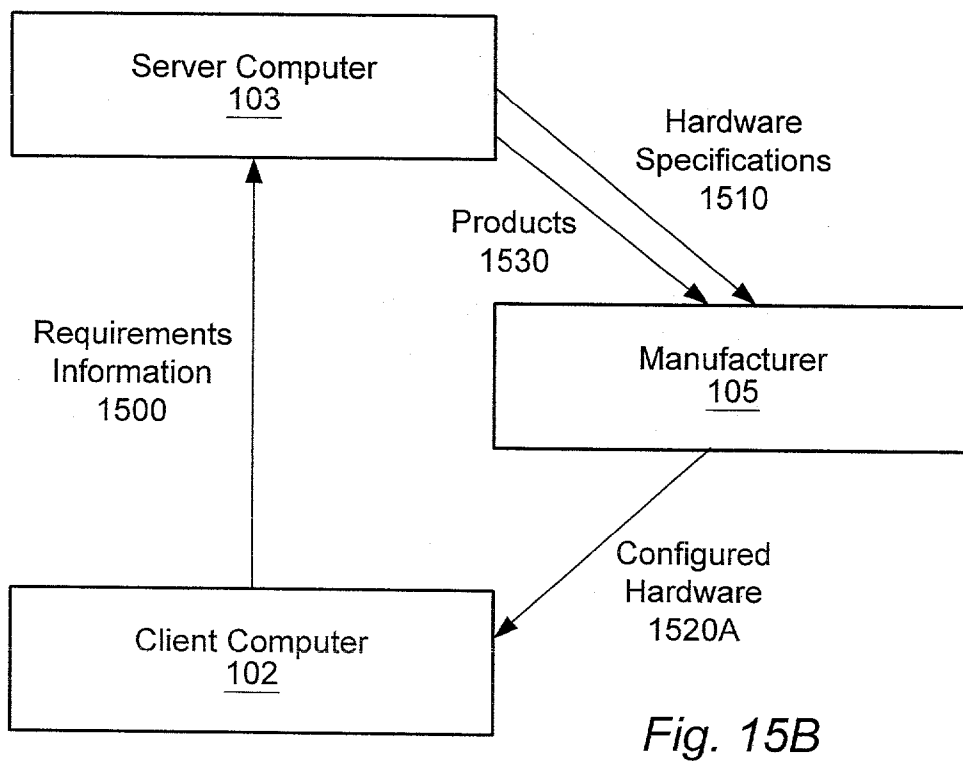 Server Computer
103
Hardware
Specifications
1510
Products
1530
Requirements
Information
1500
Manufacturer
105
Configured
Hardware
1520A
Client Computer
102
Fig. 15B